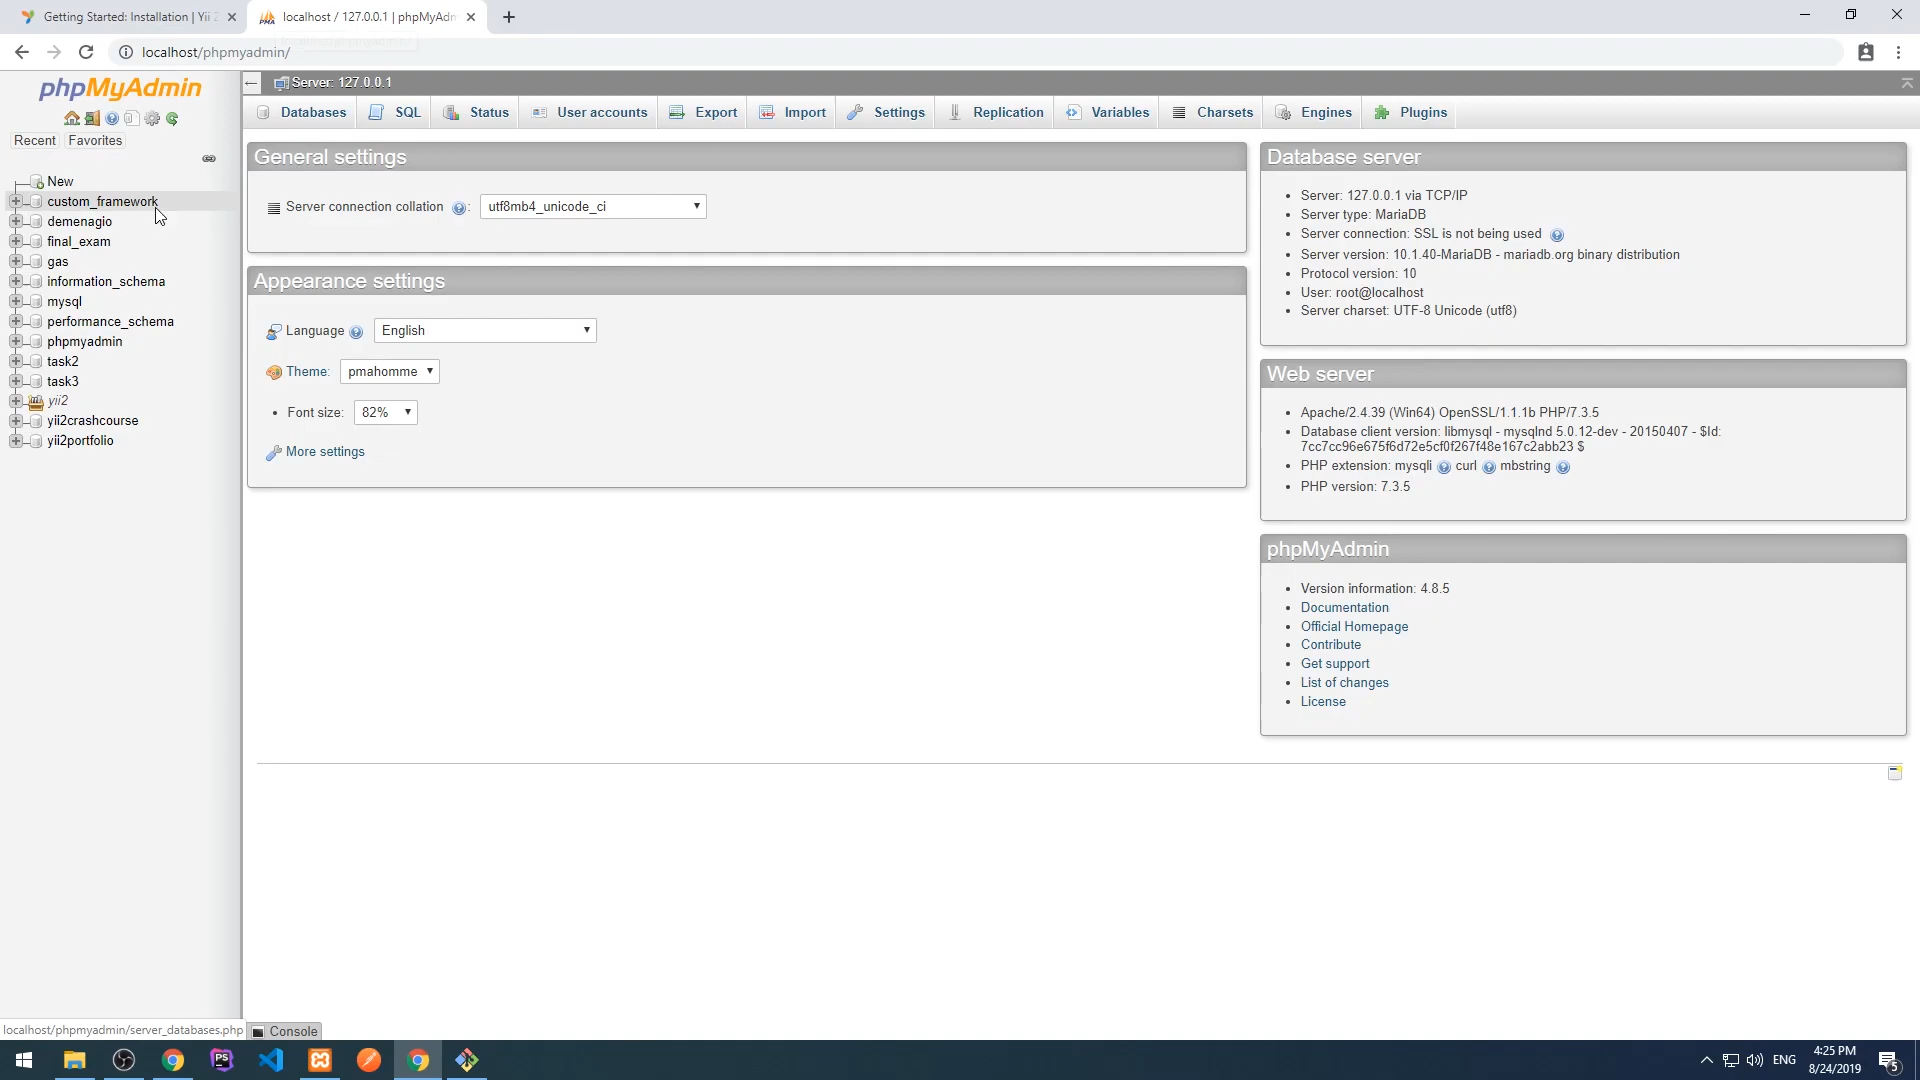 Getting Started: Installation | Yii
localhost / 127.0.0.1 | phpMyAdm
localhost/phpmyadmin/
phpMyAdmin
Recent
Favorites
New
custom_framework
demenagio
final_exam
gas
information_schema
mysql
performance_schema
phpmyadmin
task2
task3
yii2
yii2crashcourse
yii2portfolio
Server: 127.0.0.1
Databases
SQL
Status
User accounts
Export
Import
Settings
Replication
Variables
Charsets
Engines
Plugins
General settings
Server connection collation : utf8mb4_unicode_ci
Appearance settings
Language English
Theme: pmahomme
Font size: 82%
More settings
Database server
Server: 127.0.0.1 via TCP/IP
Server type: MariaDB
Server connection: SSL is not being used
Server version: 10.1.40-MariaDB - mariadb.org binary distribution
Protocol version: 10
User: root@localhost
Server charset: UTF-8 Unicode (utf8)
Web server
Apache/2.4.39 (Win64) OpenSSL/1.1.1b PHP/7.3.5
Database client version: libmysql - mysqlnd 5.0.12-dev - 20150407 - $Id:
7cc7cc96e675f6d72e5cf0f267f48e167c2abb23 $
PHP extension: mysqli curl mbstring
PHP version: 7.3.5
phpMyAdmin
Version information: 4.8.5
Documentation
Official Homepage
Contribute
Get support
List of changes
License
localhost/phpmyadmin/server_databases.php
Console
ENG
4:25 PM
8/24/2019
5